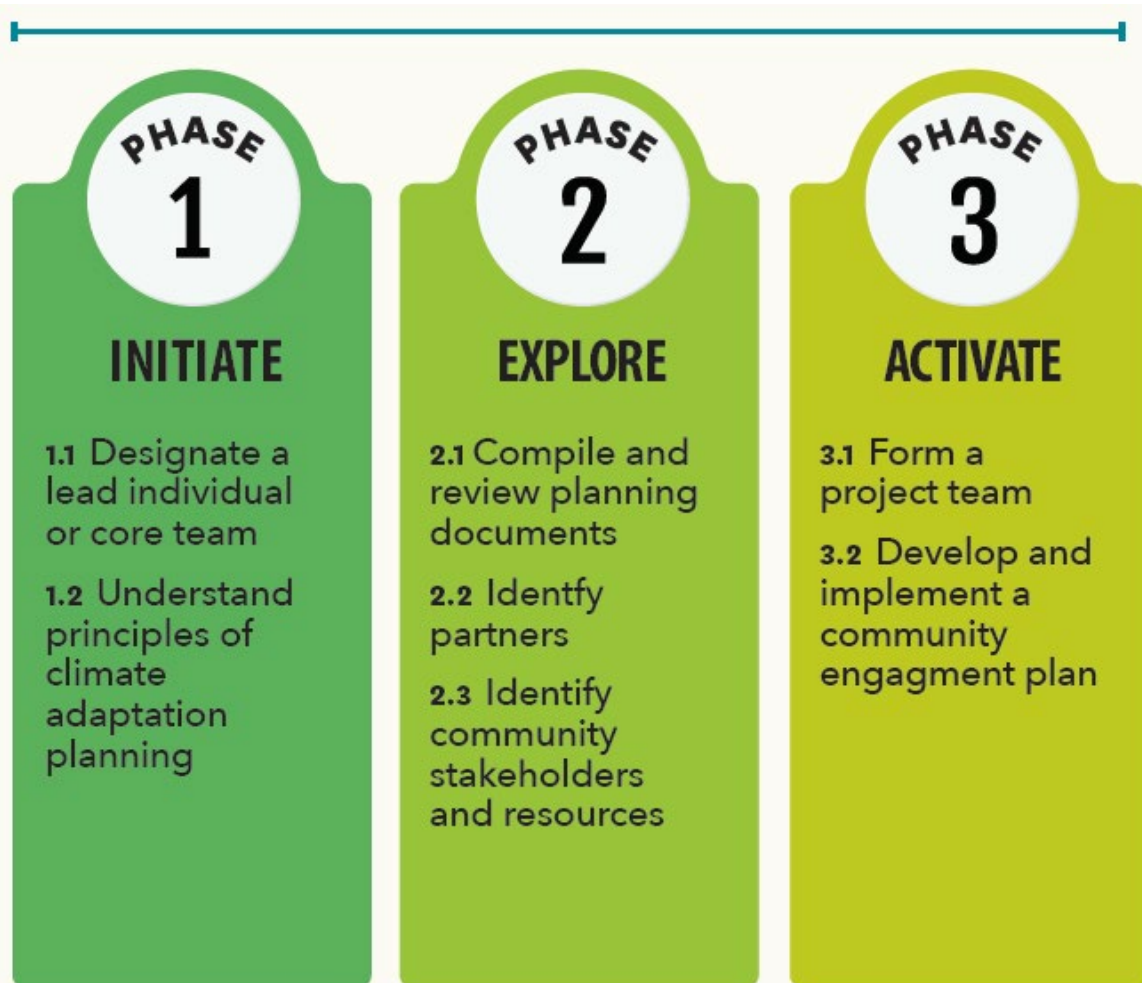 PHASE
1
INITIATE
1.1 Designate a
lead individual
or core team
1.2 Understand
principles of
climate
adaptation
planning
PHASE
2
EXPLORE
2.1 Compile and
review planning
documents
2.2 Identfy
partners
2.3 Identify
community
stakeholders
and resources
PHASE
3
ACTIVATE
3.1 Form a
project team
3.2 Develop and
implement a
community
engagment plan